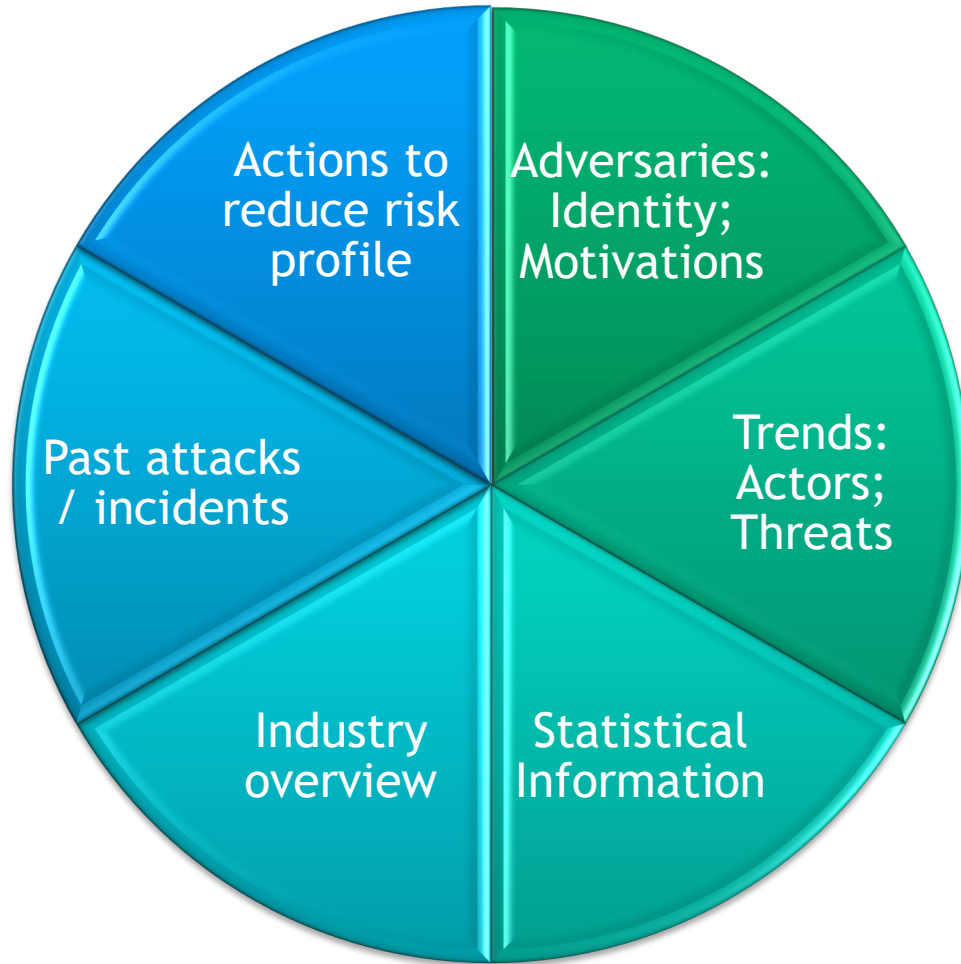 Actions to
reduce risk
profile
Adversaries:
Identity;
Motivations
Past attacks
/ incidents
Trends:
Actors;
Threats
Industry
overview
Statistical
Information